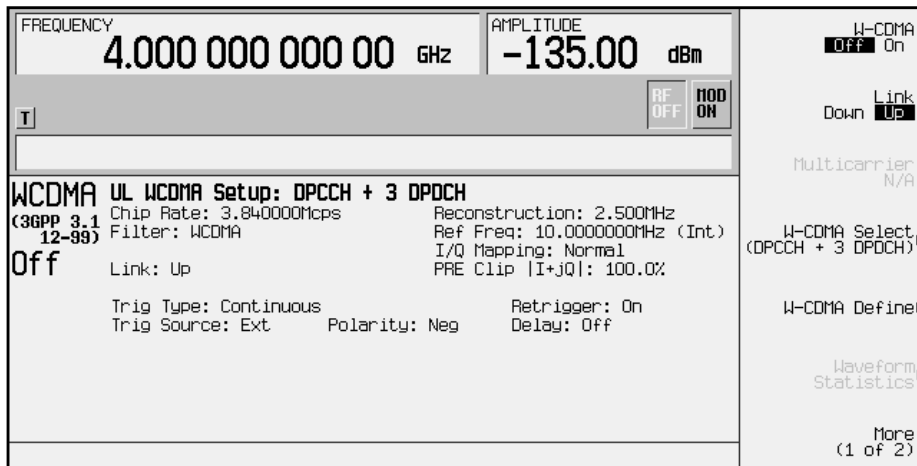 FREQUENCY
4.000 000 000 00 GHz
AMPLITUDE
-135.00 dBm
RF OFF
MOD ON
T
WCDMA
(3GPP 3.1 12-99)
Off
UL WCDMA Setup: DPCCH + 3 DPDCH
Chip Rate: 3.840000Mcps
Reconstruction: 2.500MHz
Filter: WCDMA
Ref Freq: 10.0000000MHz (Int)
I/Q Mapping: Normal
Link: Up
PRE Clip |I+jQ|: 100.0%
Trig Type: Continuous
Retrigger: On
Trig Source: Ext
Polarity: Neg
Delay: Off
W-CDMA
Off On
Link
Down Up
Multicarrier
N/A
W-CDMA Select
(DPCCH + 3 DPDCH)
W-CDMA Define
Waveform
Statistics
More
(1 of 2)